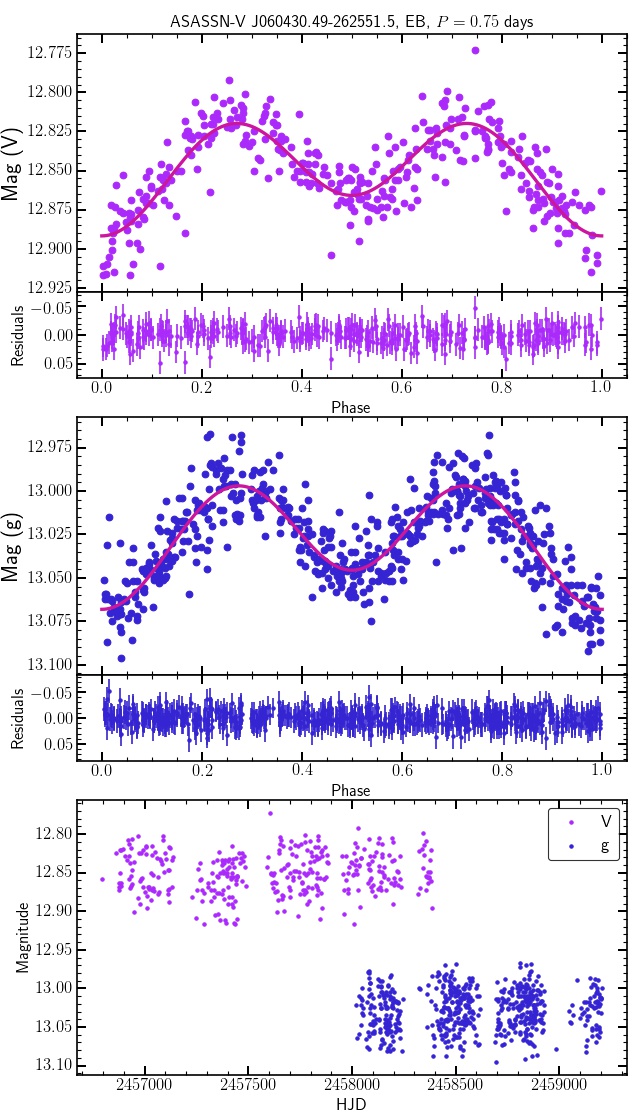 ASASSN-V J060430.49-262551.5, EB, P = 0.75 days
12.775
12.800
12.825
12.850
12.875
12.900
12.925
Mag (V)
−0.05
0.00
0.05
Residuals
0.0 0.2 0.4 0.6 0.8 1.0
Phase
12.975
13.000
13.025
13.050
13.075
13.100
Mag (g)
−0.05
0.00
0.05
Residuals
0.0 0.2 0.4 0.6 0.8 1.0
Phase
V
g
12.80
12.85
12.90
12.95
13.00
13.05
13.10
Magnitude
2457000 2457500 2458000 2458500 2459000
HJD